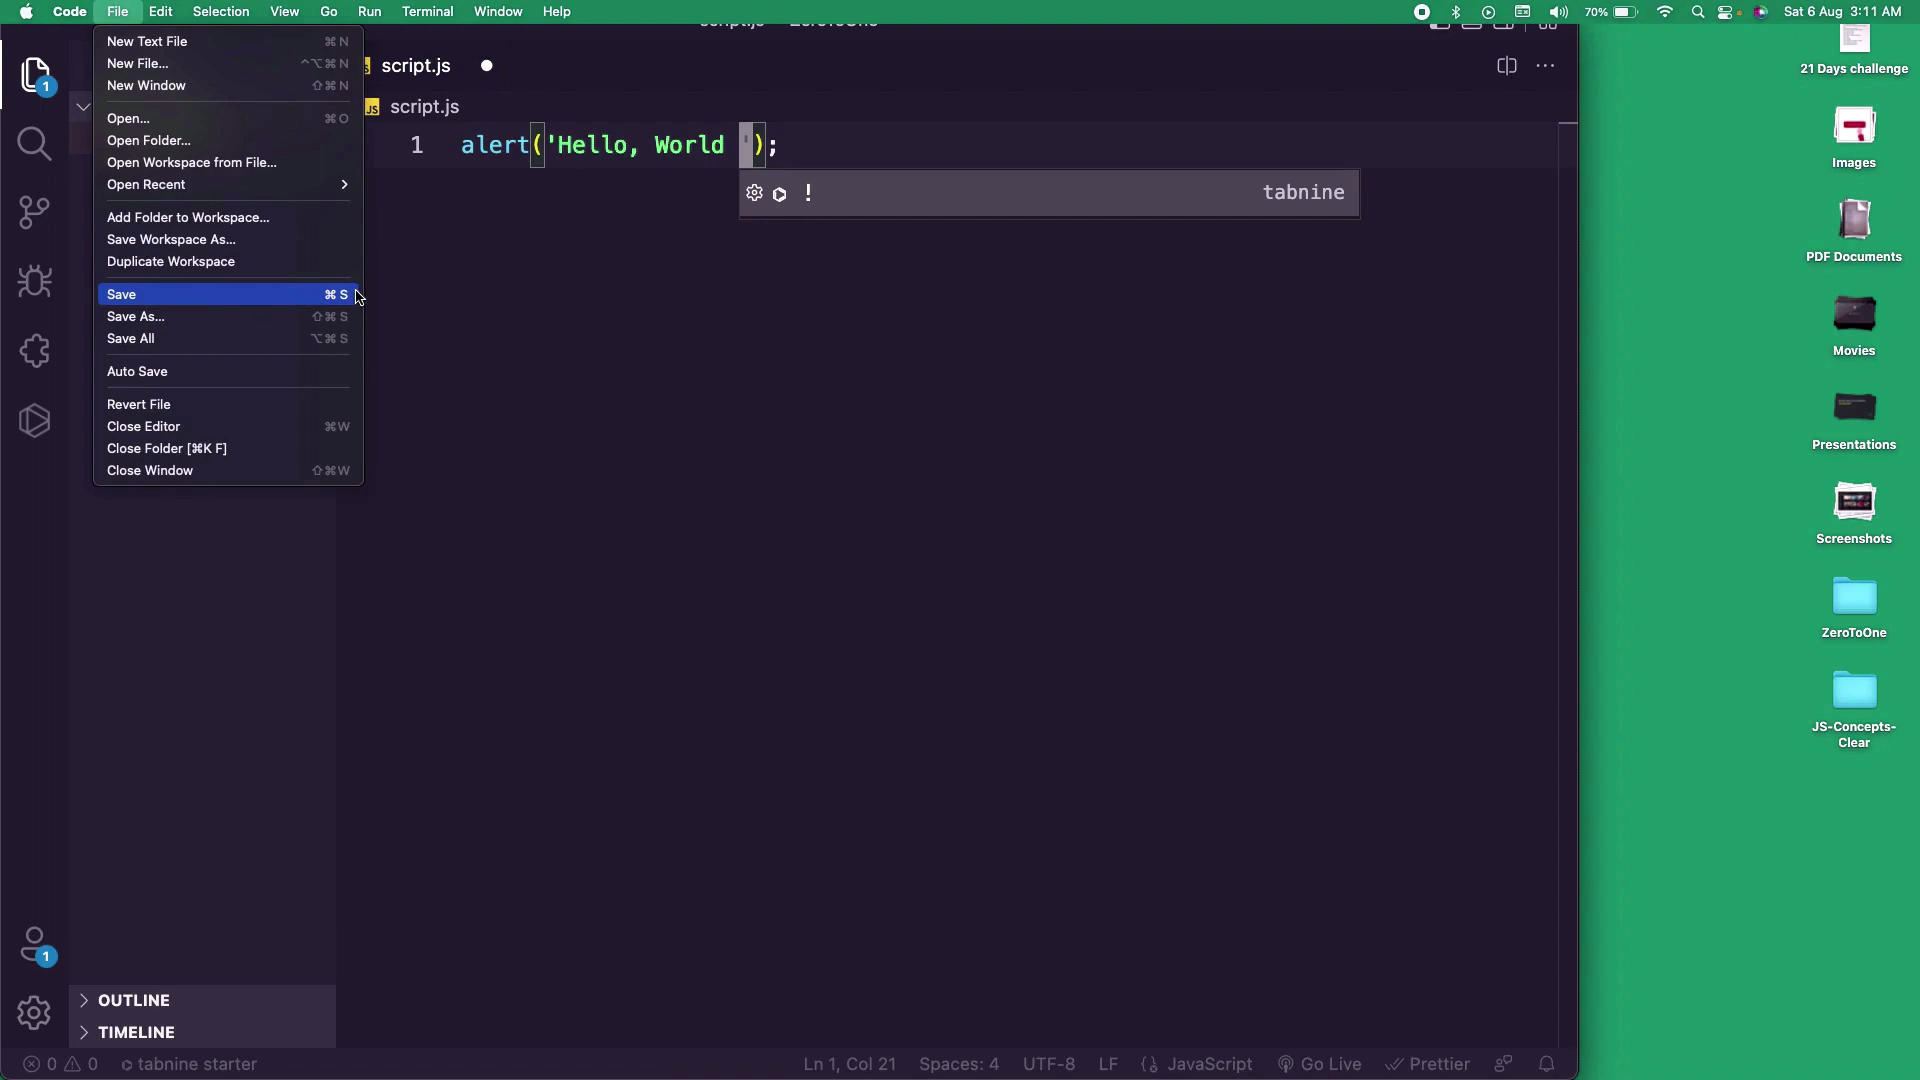 Code File Edit Selection View Go Run Terminal Window Help 70% Sat 6 Aug 3:11 AM
New Text File ⌘ N
New File... ^⌥⌘ N
New Window ⇧⌘ N
Open... ⌘ O
Open Folder...
Open Workspace from File...
Open Recent
Add Folder to Workspace...
Save Workspace As...
Duplicate Workspace
Save ⌘ S
Save As... ⇧⌘ S
Save All ⌥⌘ S
Auto Save
Revert File
Close Editor ⌘W
Close Folder [⌘K F]
Close Window ⇧⌘W
1
script.js
JS script.js
1 alert('Hello, World ');
! tabnine
21 Days challenge
Images
PDF Documents
Movies
Presentations
Screenshots
ZeroToOne
JS-Concepts-
Clear
1
OUTLINE
TIMELINE
0 0 tabnine starter Ln 1, Col 21 Spaces: 4 UTF-8 LF {} JavaScript Go Live Prettier